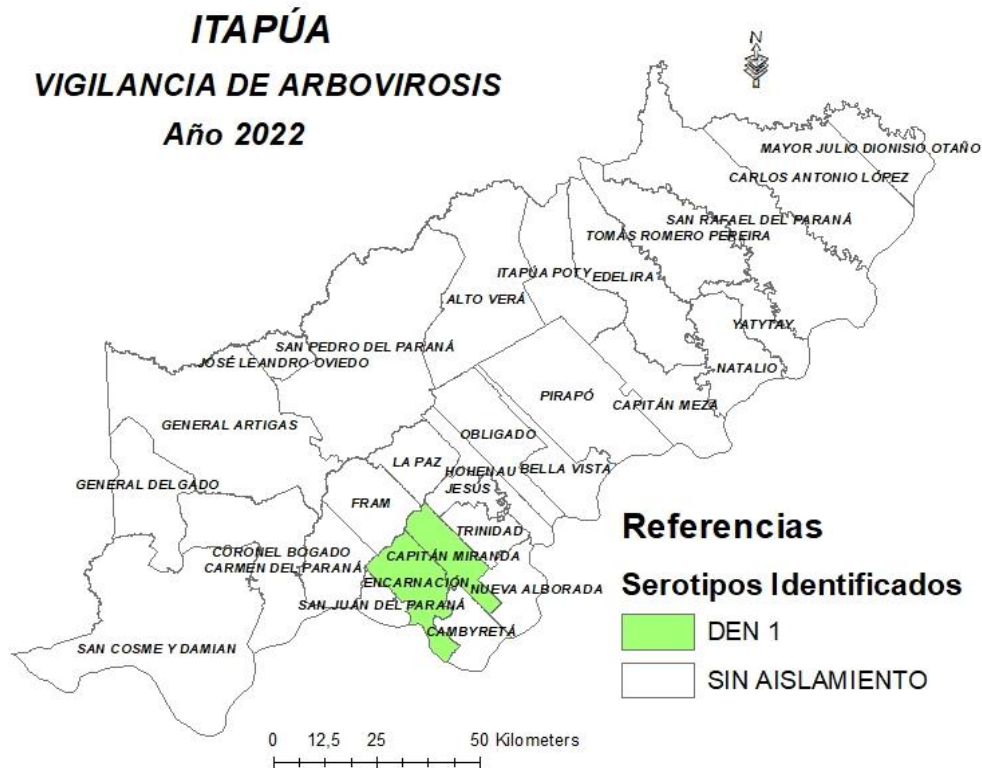 ITAPÚA
VIGILANCIA DE ARBOVIROSIS
Año 2022
N
MAYOR JULIO DIONISIO OTAÑO
CARLOS ANTONIO LÓPEZ
SAN RAFAEL DEL PARANÁ
TOMÁS ROMERO PEREIRA
ITAPÚA POTY
EDELIRA
ALTO VERÁ
YATYTAY
SAN PEDRO DEL PARANÁ
JOSÉ LEANDRO OVIEDO
NATALIO
PIRAPÓ
CAPITÁN MEZA
GENERAL ARTIGAS
OBLIGADO
LA PAZ
HOHENAU
BELLA VISTA
JESÚS
GENERAL DELGADO
FRAM
TRINIDAD
CORONEL BOGADO
CAPITÁN MIRANDA
CARMEN DEL PARANÁ
ENCARNACIÓN
NUEVA ALBORADA
SAN JUAN DEL PARANÁ
CAMBYRETÁ
SAN COSME Y DAMIAN
Referencias
Serotipos Identificados
DEN 1
SIN AISLAMIENTO
0 12,5 25 50 Kilometers